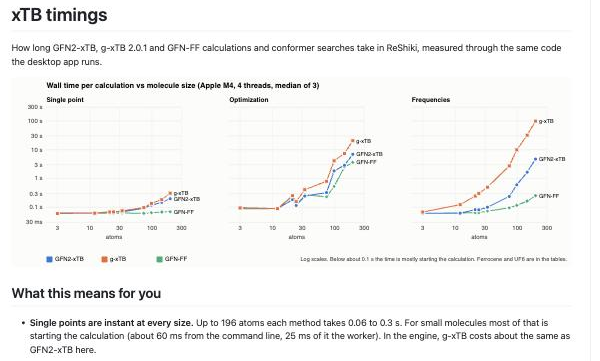 xTB timings
How long GFN2-xTB, g-xTB 2.0.1 and GFN-FF calculations and conformer searches take in ReShiki, measured through the same code
the desktop app runs.
Wall time per calculation vs molecule size (Apple M4, 4 threads, median of 3)
Single point
Optimization
Frequencies
300 s
100 s
30 s
10 s
3 s
1 s
0.3 s
0.1 s
30 ms
g-xTB
GFN2-xTB
GFN-FF
g-xTB
GFN2-xTB
GFN-FF
g-xTB
GFN2-xTB
GFN-FF
3 10 30 100 300
3 10 30 100 300
3 10 30 100 300
atoms
atoms
atoms
GFN2-xTB g-xTB GFN-FF
Log scales. Below about 0.1 s the time is mostly starting the calculation. Ferrocene and UF6 are in the tables.
What this means for you
• Single points are instant at every size. Up to 196 atoms each method takes 0.06 to 0.3 s. For small molecules most of that is
starting the calculation (about 60 ms from the command line, 25 ms of it the worker). In the engine, g-xTB costs about the same as
GFN2-xTB here.